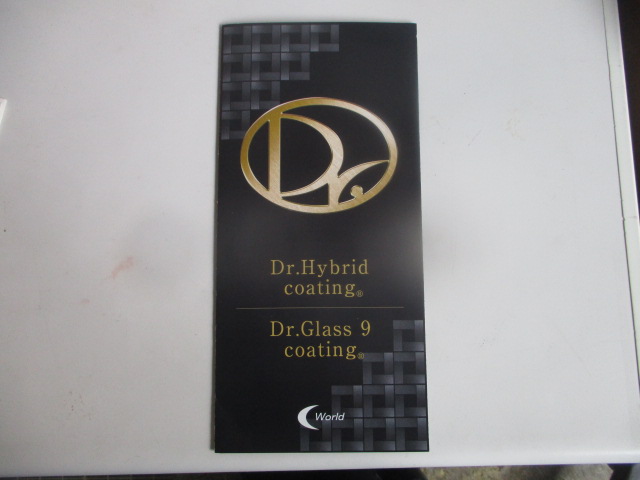 Dr.
Dr.Hybrid
coating®
Dr.Glass 9
coating®
World